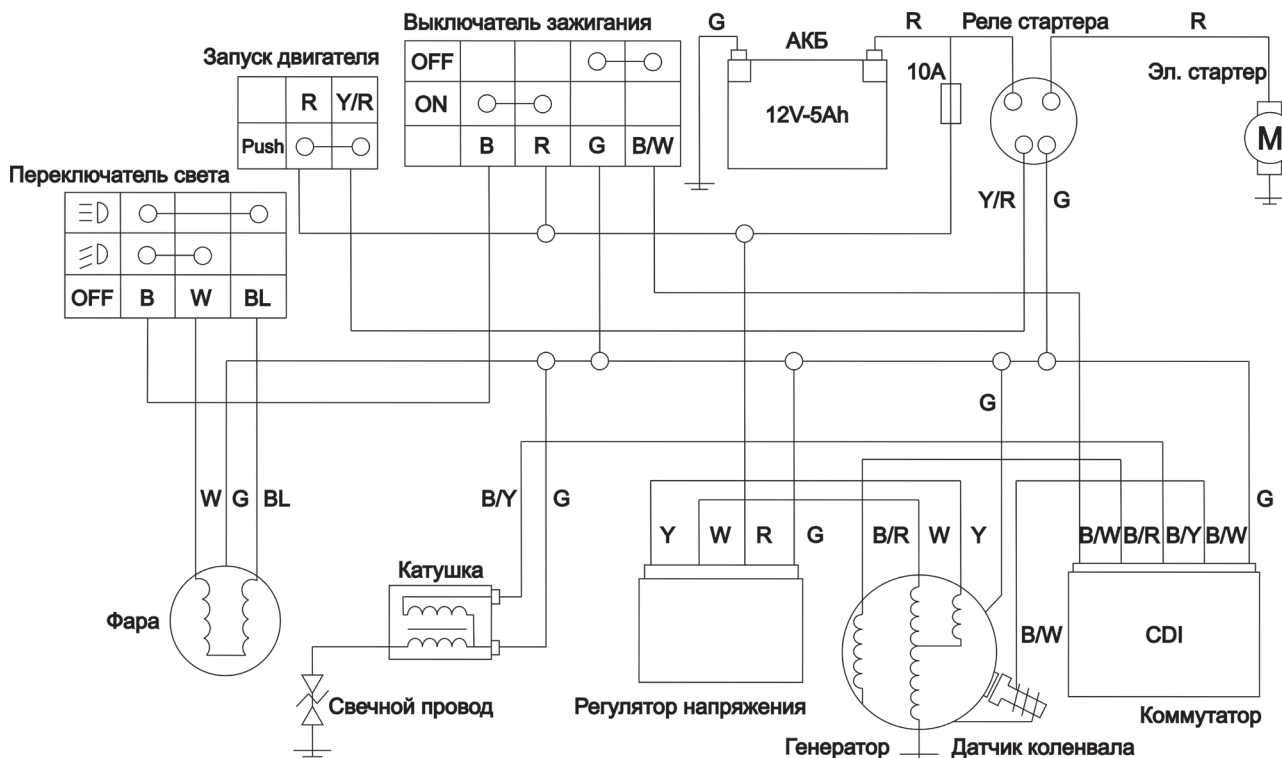 Выключатель зажигания
G
АКБ
R
Реле стартера
R
Запуск двигателя
OFF
10A
Эл. стартер
R Y/R
ON
12V-5Ah
Push
B R G B/W
M
Переключатель света
Y/R G
OFF B W BL
G
W G BL
B/Y G
Y W R G
B/R W Y
B/W B/R B/Y B/W
G
Катушка
Фара
B/W
CDI
Свечной провод
Регулятор напряжения
Коммутатор
Генератор
Датчик коленвала